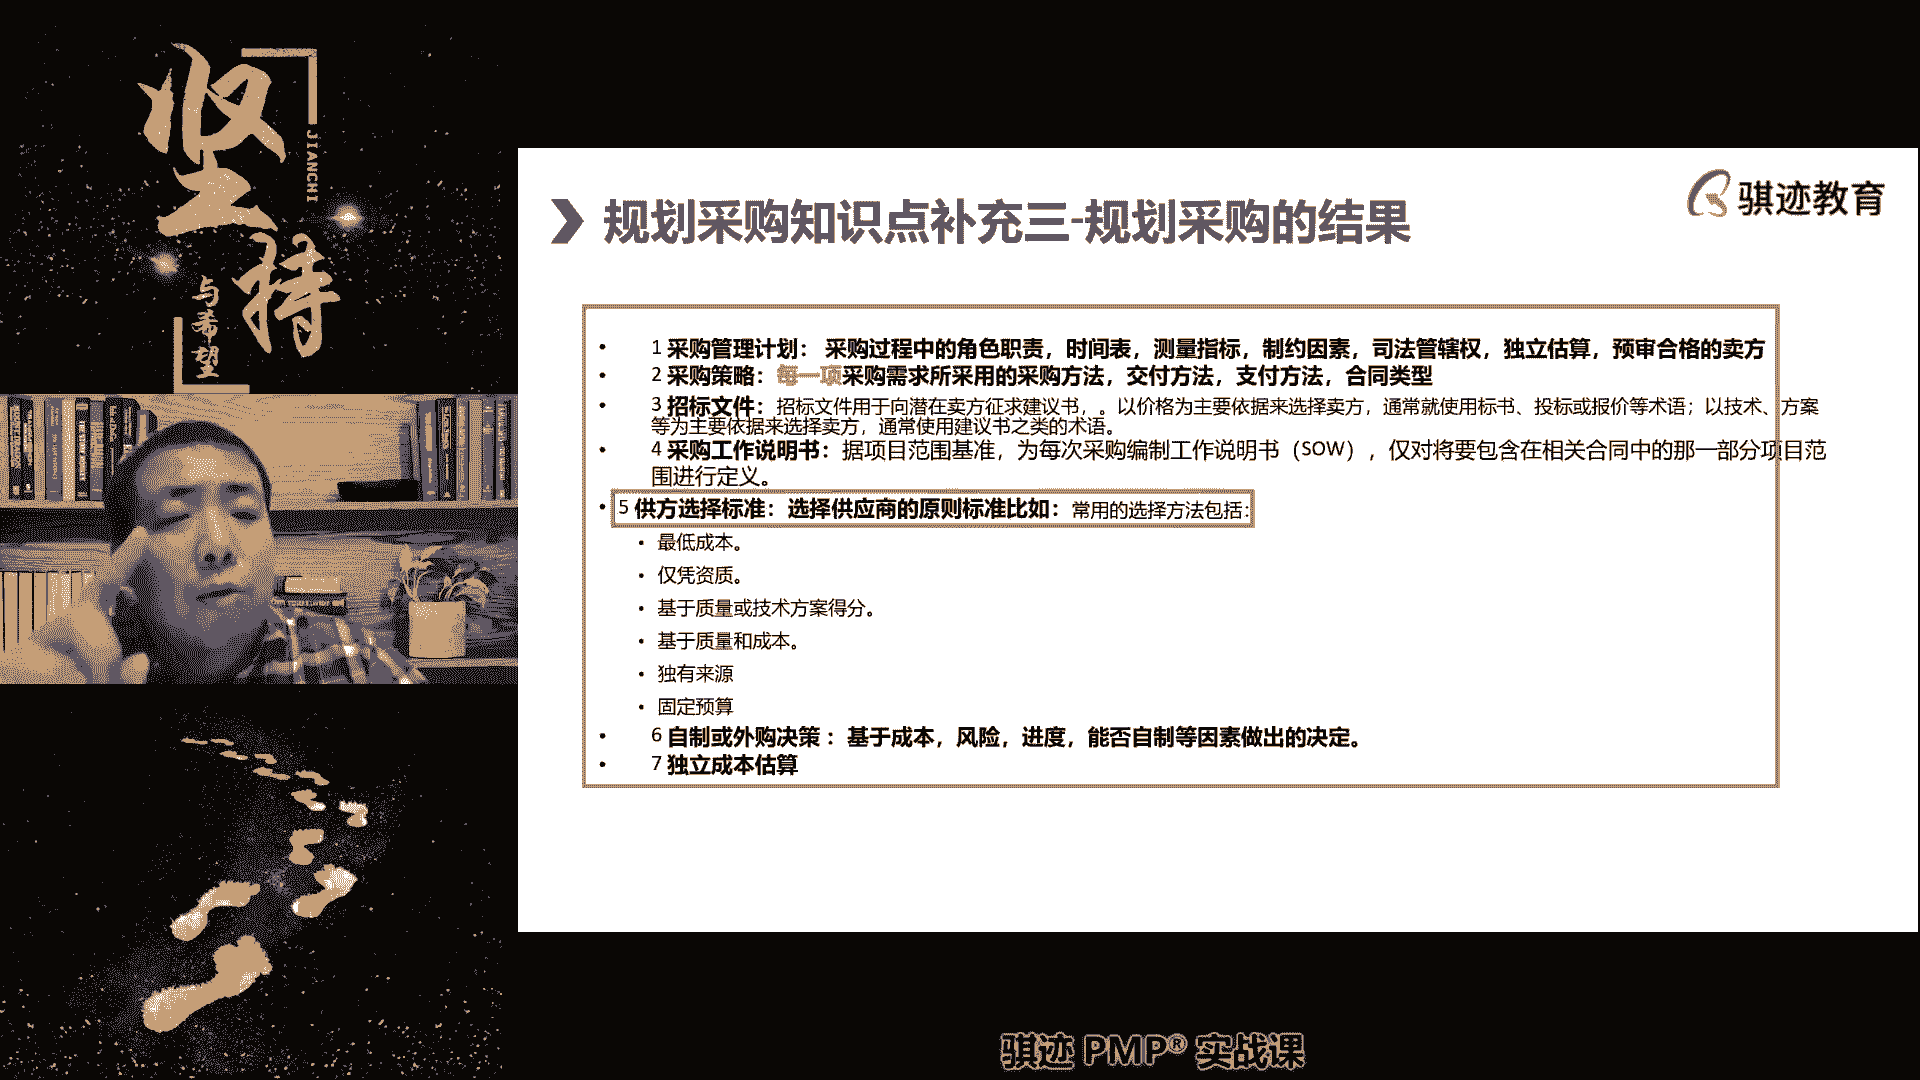 坚持
JIANCHI
与希望
骐迹教育
规划采购知识点补充三-规划采购的结果
• 1 采购管理计划： 采购过程中的角色职责，时间表，测量指标，制约因素，司法管辖权，独立估算，预审合格的卖方
• 2 采购策略：每一项采购需求所采用的采购方法，交付方法，支付方法，合同类型
• 3 招标文件：招标文件用于向潜在卖方征求建议书，。以价格为主要依据来选择卖方，通常就使用标书、投标或报价等术语；以技术、方案
等为主要依据来选择卖方，通常使用建议书之类的术语。
• 4 采购工作说明书：据项目范围基准，为每次采购编制工作说明书（SOW），仅对将要包含在相关合同中的那一部分项目范
围进行定义。
• 5 供方选择标准：选择供应商的原则标准比如：常用的选择方法包括：
• 最低成本。
• 仅凭资质。
• 基于质量或技术方案得分。
• 基于质量和成本。
• 独有来源
• 固定预算
• 6 自制或外购决策 ：基于成本，风险，进度，能否自制等因素做出的决定。
• 7 独立成本估算
骐迹 PMP® 实战课